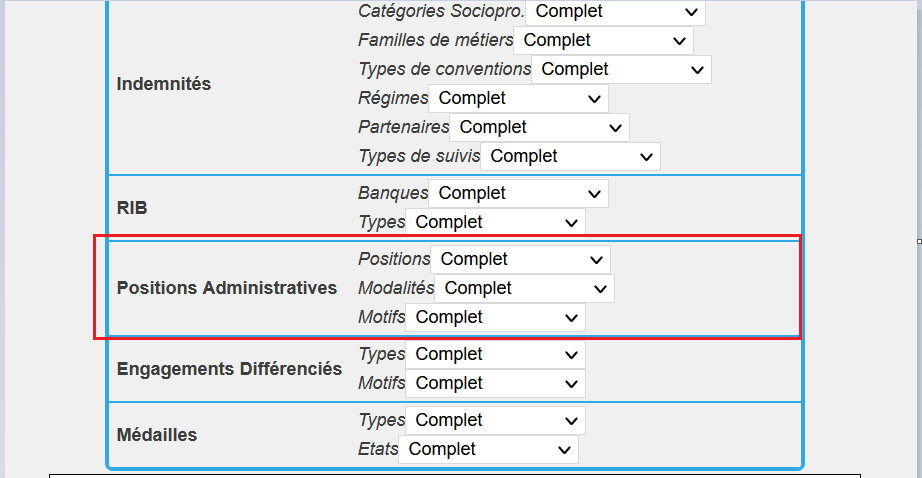 Catégories Sociopro. Complet
Familles de métiers Complet
Types de conventions Complet
Indemnités
Régimes Complet
Partenaires Complet
Types de suivis Complet
Banques Complet
RIB
Types Complet
Positions Complet
Positions Administratives
Modalités Complet
Motifs Complet
Types Complet
Engagements Différenciés
Motifs Complet
Types Complet
Médailles
Etats Complet